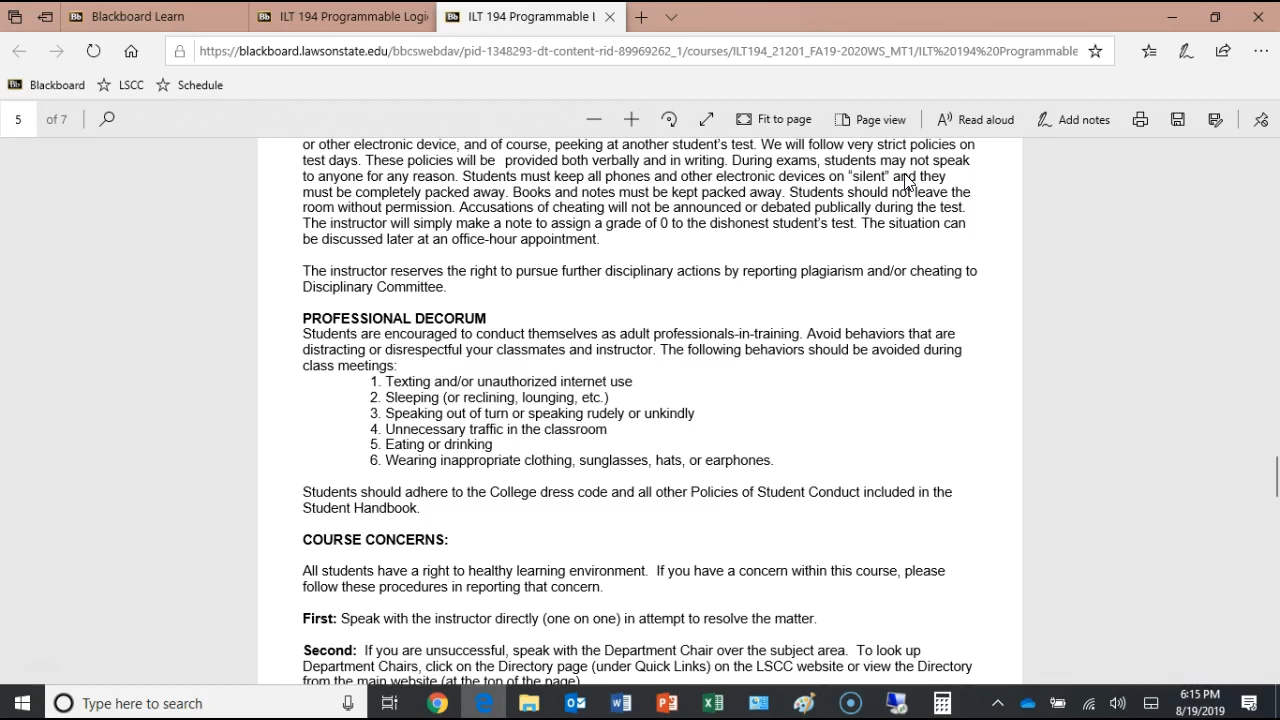 Blackboard Learn
ILT 194 Programmable Logi
ILT 194 Programmable L
https://blackboard.lawsonstate.edu/bbcswebdav/pid-1348293-dt-content-rid-89969262_1/courses/ILT194_21201_FA19-2020WS_MT1/ILT%20194%20Programmable
Bb Blackboard LSCC Schedule
5 of 7 Fit to page Page view Read aloud Add notes
or other electronic device, and of course, peeking at another student's test. We will follow very strict policies on
test days. These policies will be provided both verbally and in writing. During exams, students may not speak
to anyone for any reason. Students must keep all phones and other electronic devices on “silent” and they
must be completely packed away. Books and notes must be kept packed away. Students should not leave the
room without permission. Accusations of cheating will not be announced or debated publically during the test.
The instructor will simply make a note to assign a grade of 0 to the dishonest student's test. The situation can
be discussed later at an office-hour appointment.
The instructor reserves the right to pursue further disciplinary actions by reporting plagiarism and/or cheating to
Disciplinary Committee.
PROFESSIONAL DECORUM
Students are encouraged to conduct themselves as adult professionals-in-training. Avoid behaviors that are
distracting or disrespectful your classmates and instructor. The following behaviors should be avoided during
class meetings:
1. Texting and/or unauthorized internet use
2. Sleeping (or reclining, lounging, etc.)
3. Speaking out of turn or speaking rudely or unkindly
4. Unnecessary traffic in the classroom
5. Eating or drinking
6. Wearing inappropriate clothing, sunglasses, hats, or earphones.
Students should adhere to the College dress code and all other Policies of Student Conduct included in the
Student Handbook.
COURSE CONCERNS:
All students have a right to healthy learning environment. If you have a concern within this course, please
follow these procedures in reporting that concern.
First: Speak with the instructor directly (one on one) in attempt to resolve the matter.
Second: If you are unsuccessful, speak with the Department Chair over the subject area. To look up
Department Chairs, click on the Directory page (under Quick Links) on the LSCC website or view the Directory
from the main website (at the top of the page)
Type here to search
6:15 PM
8/19/2019